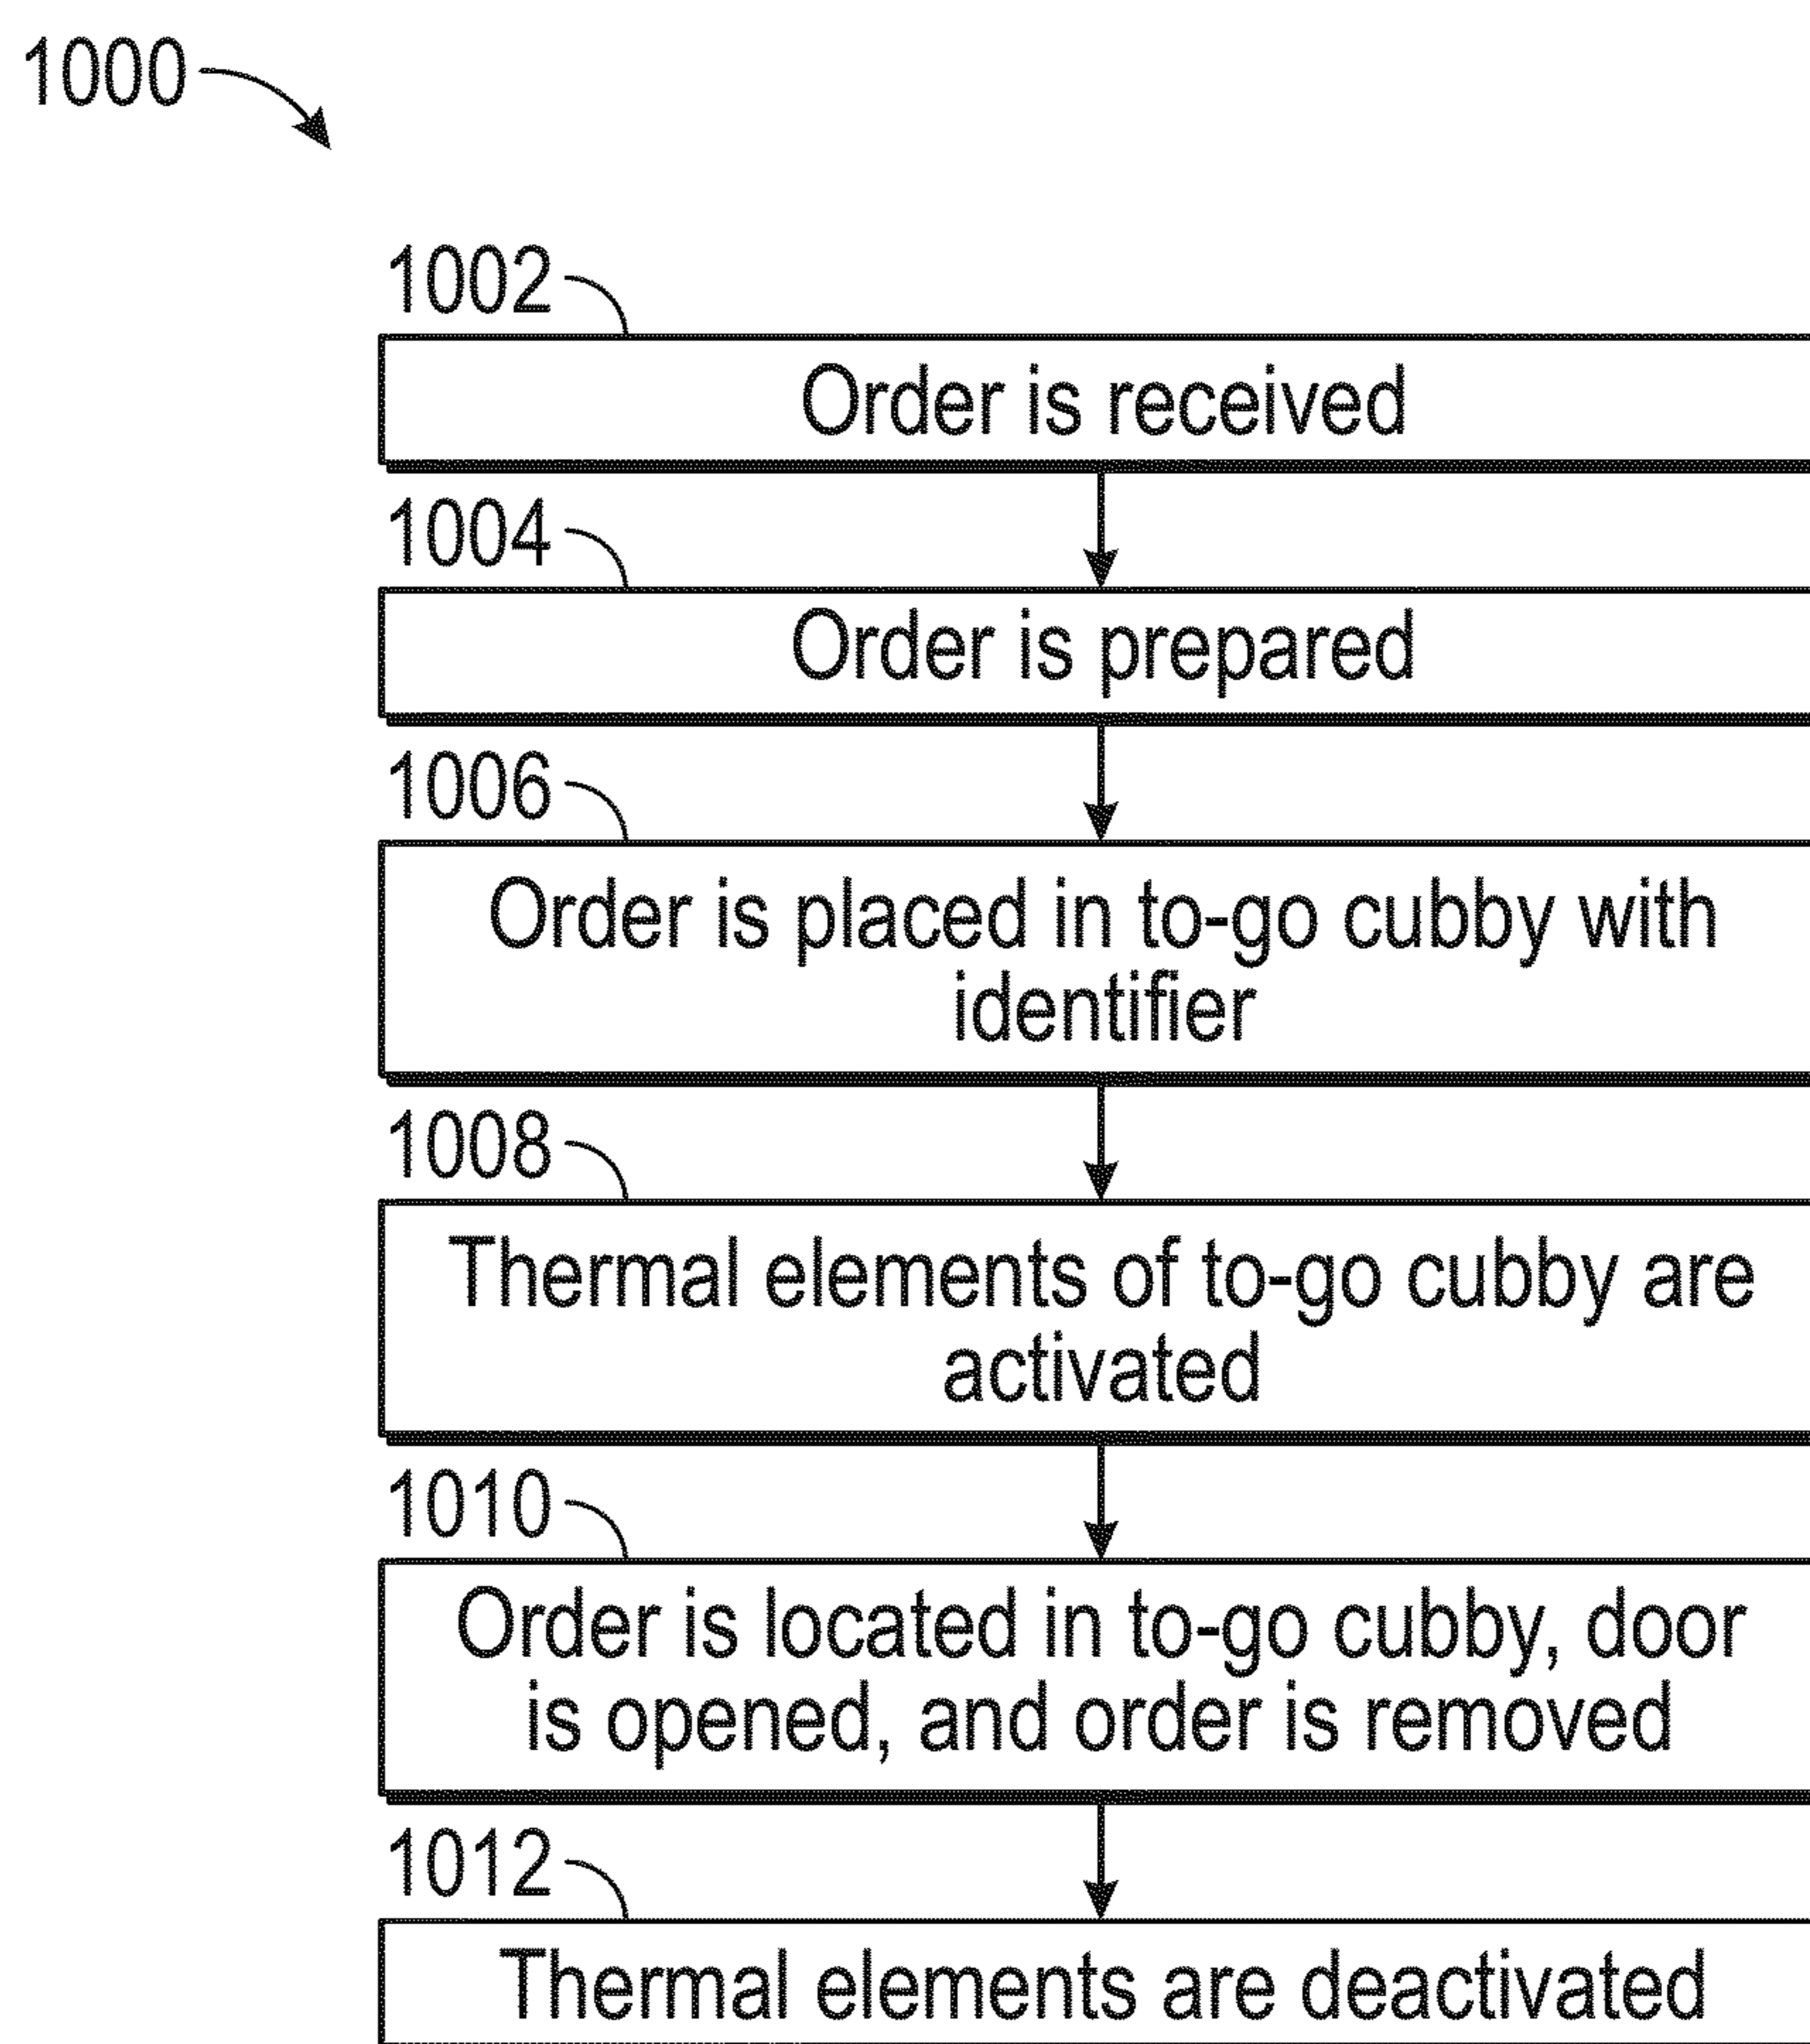 1000
1002
Order is received
1004
Order is prepared
1006
Order is placed in to-go cubby with
identifier
1008
Thermal elements of to-go cubby are
activated
1010
Order is located in to-go cubby, door
is opened, and order is removed
1012
Thermal elements are deactivated